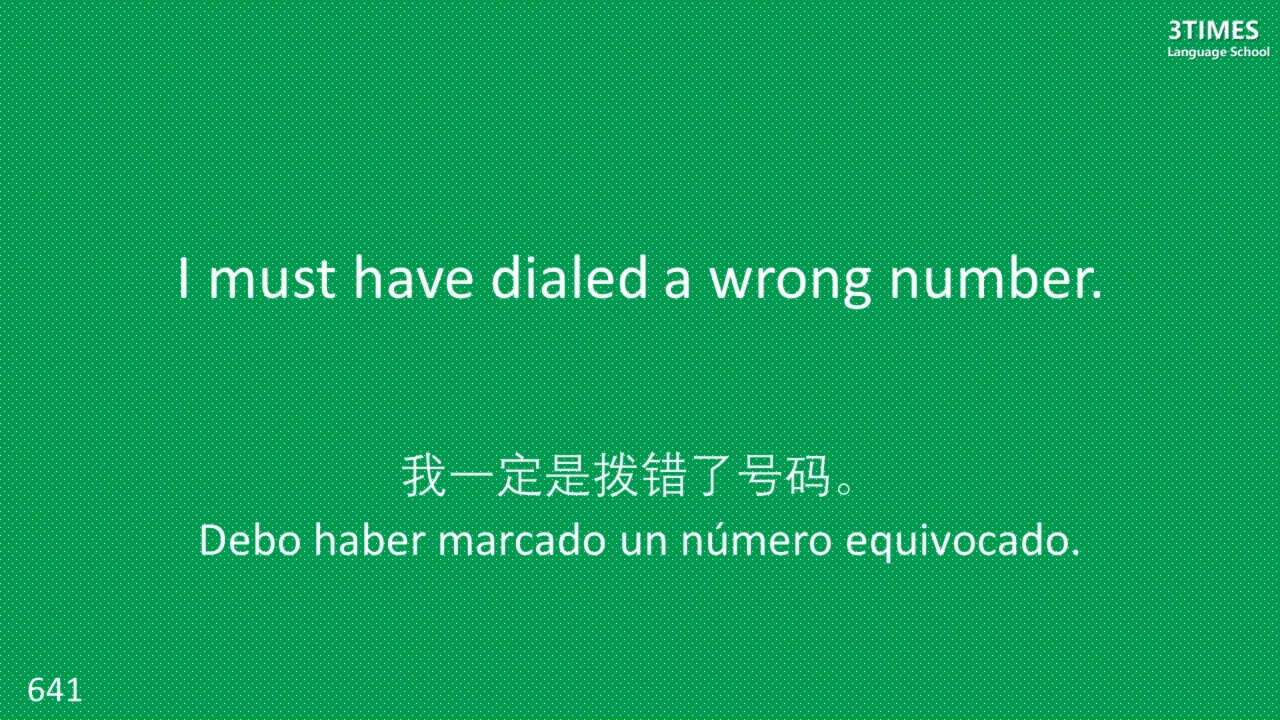 3TIMES
Language School
I must have dialed a wrong number.
我一定是拨错了号码。
Debo haber marcado un número equivocado.
641